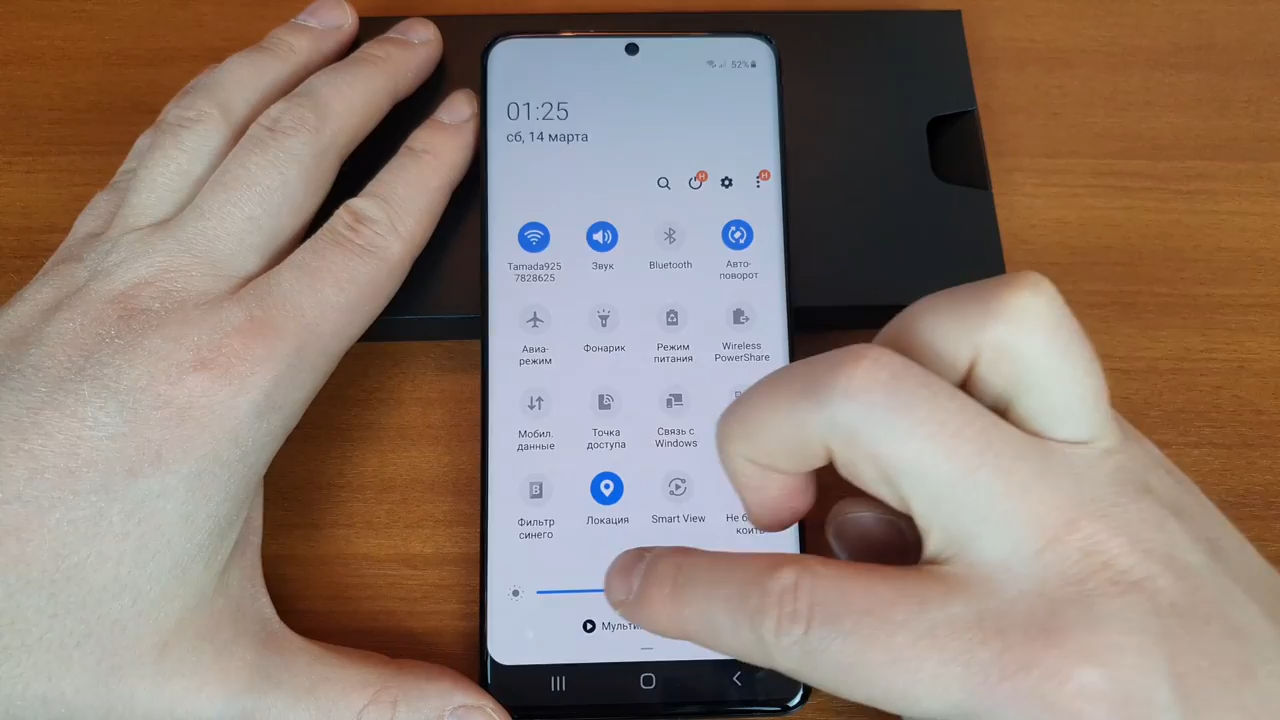 52%
01:25
сб, 14 марта
H
H
Tamada925
7828625
Звук
Bluetooth
Авто-
поворот
Авиа-
режим
Фонарик
Режим
питания
Wireless
PowerShare
Мобил.
данные
Точка
доступа
Связь с
Windows
B
Фильтр
синего
Локация
Smart View
Не